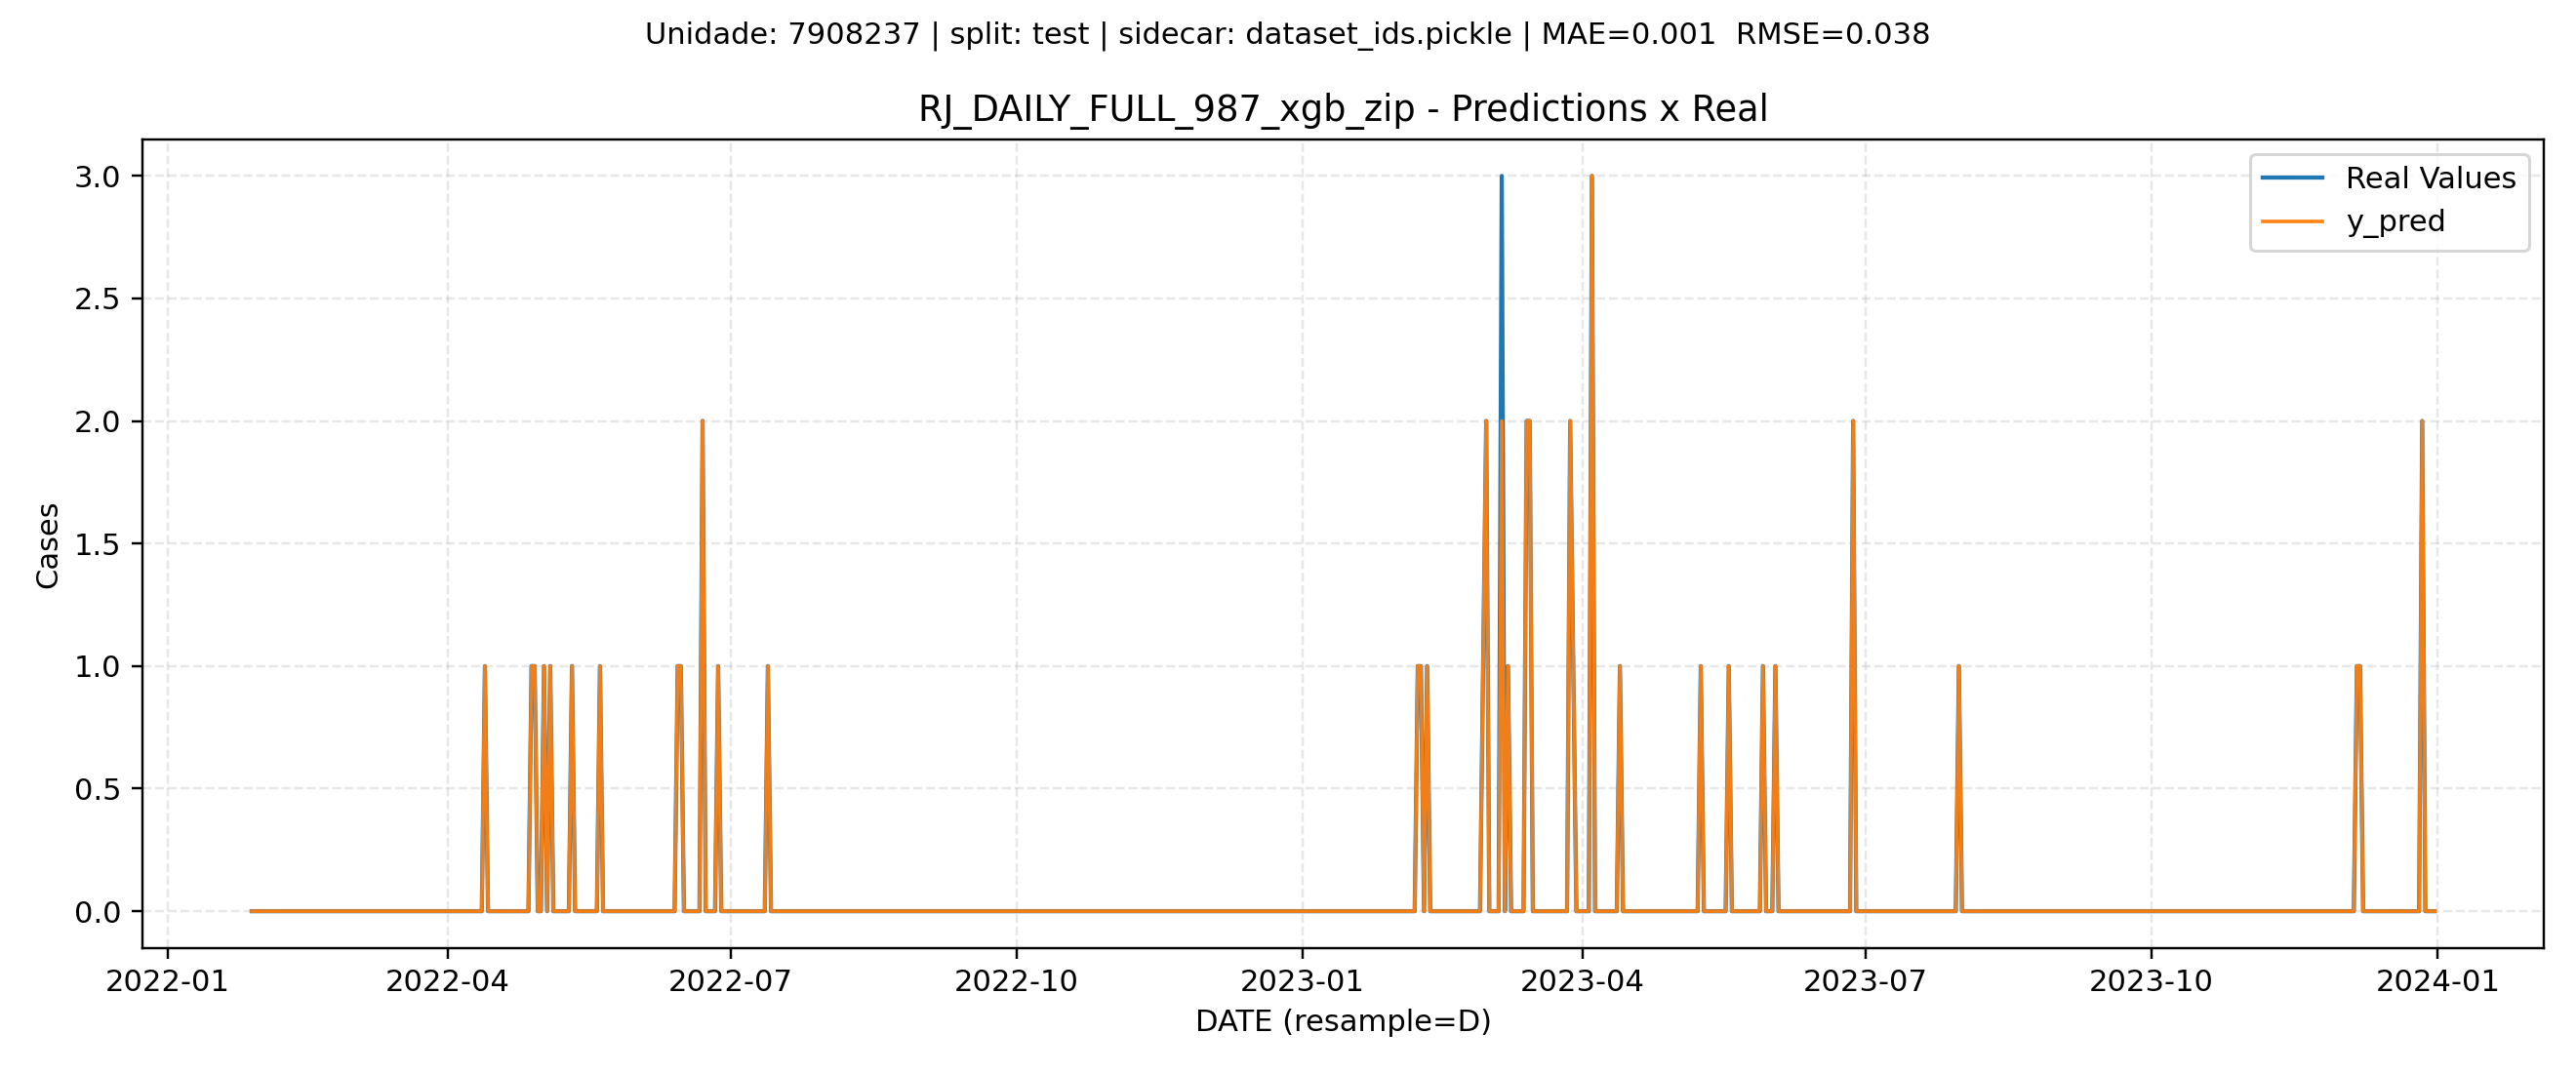 Unidade: 7908237 | split: test | sidecar: dataset_ids.pickle | MAE=0.001  RMSE=0.038
RJ_DAILY_FULL_987_xgb_zip - Predictions x Real
Real Values
y_pred
Cases
3.0
2.5
2.0
1.5
1.0
0.5
0.0
2022-01 2022-04 2022-07 2022-10 2023-01 2023-04 2023-07 2023-10 2024-01
DATE (resample=D)